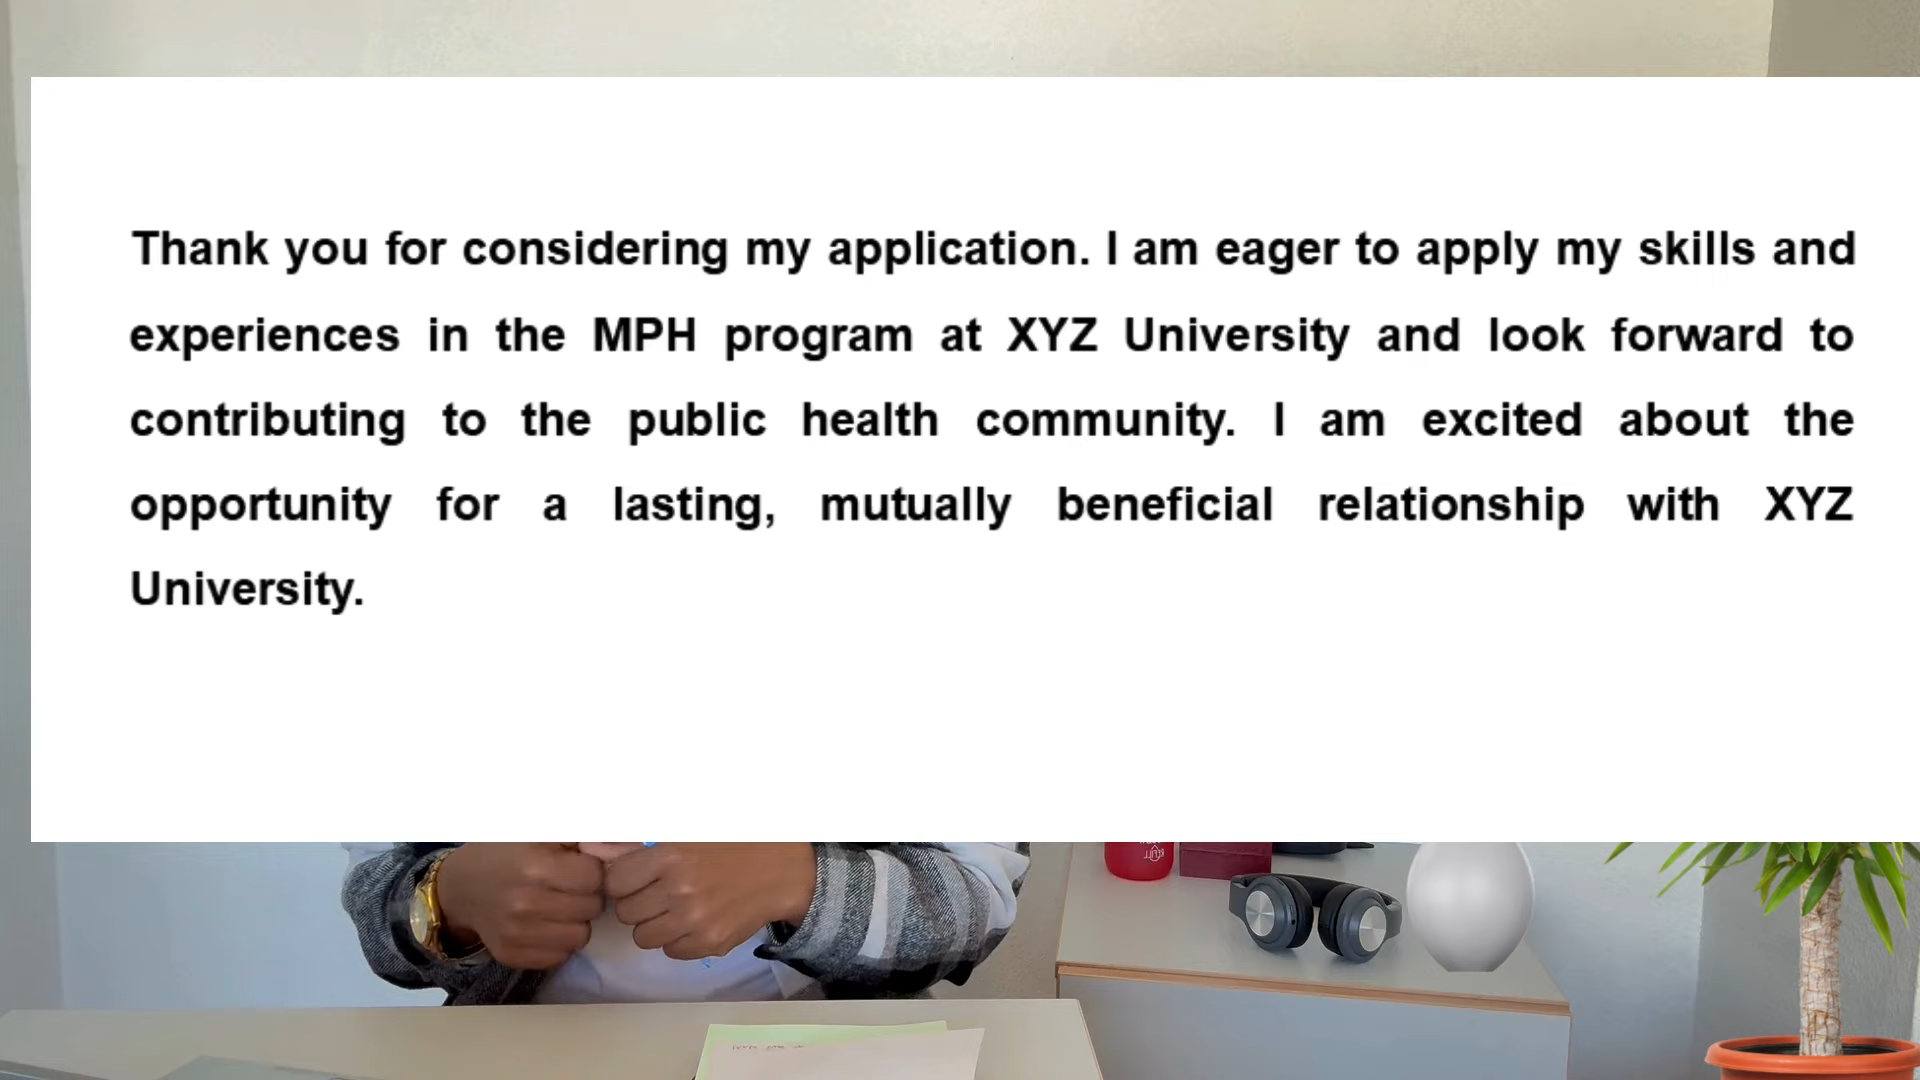 Thank you for considering my application. I am eager to apply my skills and
experiences in the MPH program at XYZ University and look forward to
contributing to the public health community. I am excited about the
opportunity for a lasting, mutually beneficial relationship with XYZ
University.